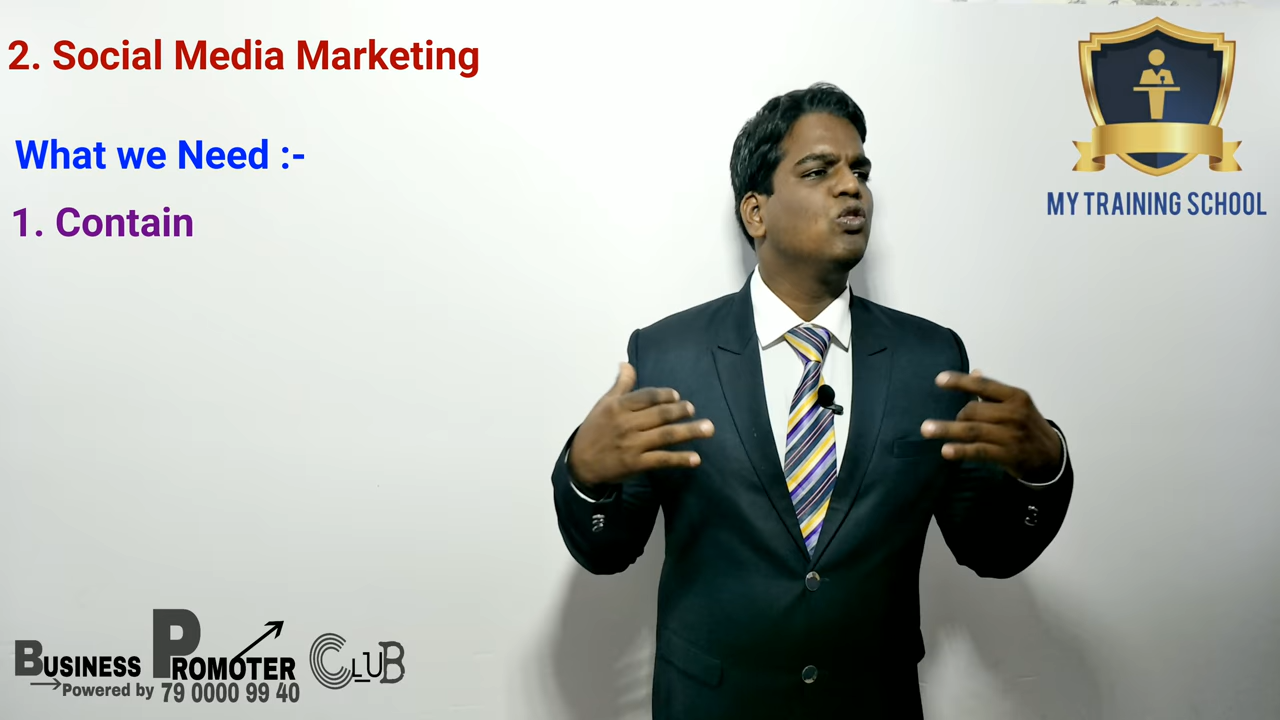 2. Social Media Marketing
What we Need :-
1. Contain
MY TRAINING SCHOOL
BUSINESS PROMOTER CLUB
Powered by 79 0000 99 40